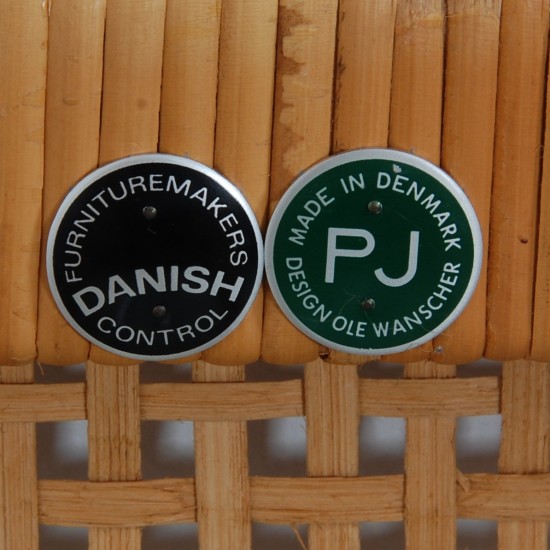 FURNITUREMAKERS
DANISH
CONTROL
MADE IN DENMARK
PJ
DESIGN OLE WANSCHER